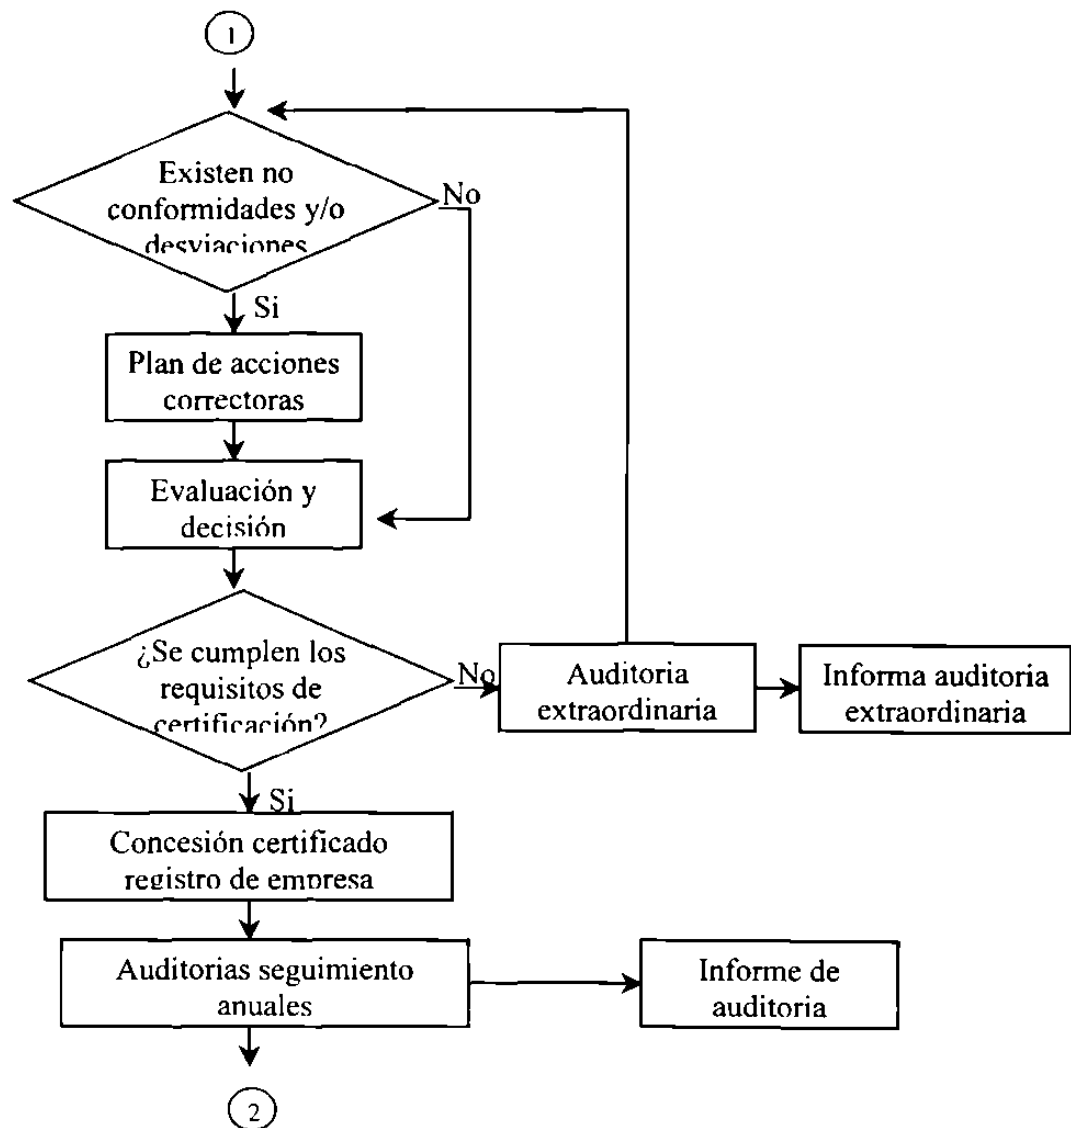 1
Existen no
conformidades y/o
desviaciones
No
Si
Plan de acciones
correctoras
Evaluación y
decisión
¿Se cumplen los
requisitos de
certificación?
No
Auditoria
extraordinaria
Informa auditoria
extraordinaria
Si
Concesión certificado
registro de empresa
Auditorias seguimiento
anuales
Informe de
auditoria
2